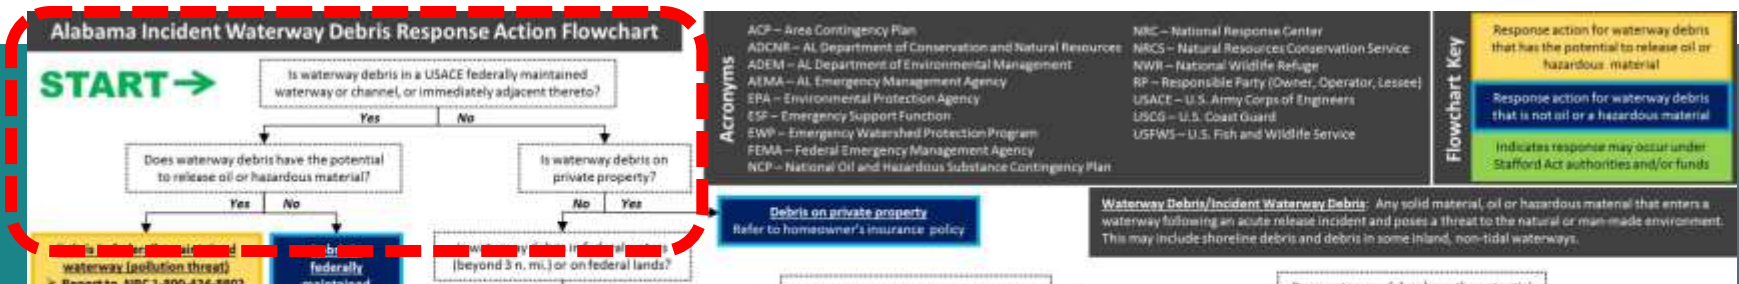 Alabama Incident Waterway Debris Response Action Flowchart
START
Is waterway debris in a USACE federally maintained
waterway or channel, or immediately adjacent thereto?
Yes
No
Does waterway debris have the potential
to release oil or hazardous material?
Is waterway debris on
private property?
Yes
No
No
Yes
waterway (pollution threat)
federally
maintained
(beyond 3 n. mi.) or on federal lands?
Debris on private property
Refer to homeowner's insurance policy
Acronyms
ACP – Area Contingency Plan
ADCNR – AL Department of Conservation and Natural Resources
ADEM – AL Department of Environmental Management
AEMA – AL Emergency Management Agency
EPA – Environmental Protection Agency
ESF – Emergency Support Function
EWP – Emergency Watershed Protection Program
FEMA – Federal Emergency Management Agency
NCP – National Oil and Hazardous Substance Contingency Plan
NRC – National Response Center
NRCS – Natural Resources Conservation Service
NWR – National Wildlife Refuge
RP – Responsible Party (Owner, Operator, Lessee)
USACE – U.S. Army Corps of Engineers
USCG – U.S. Coast Guard
USFWS – U.S. Fish and Wildlife Service
Flowchart Key
Response action for waterway debris
that has the potential to release oil or
hazardous material
Response action for waterway debris
that is not oil or a hazardous material
Indicates response may occur under
Stafford Act authorities and/or funds
Waterway Debris/Incident Waterway Debris: Any solid material, oil or hazardous material that enters a
waterway following an acute release incident and poses a threat to the natural or man-made environment.
This may include shoreline debris and debris in some inland, non-tidal waterways.